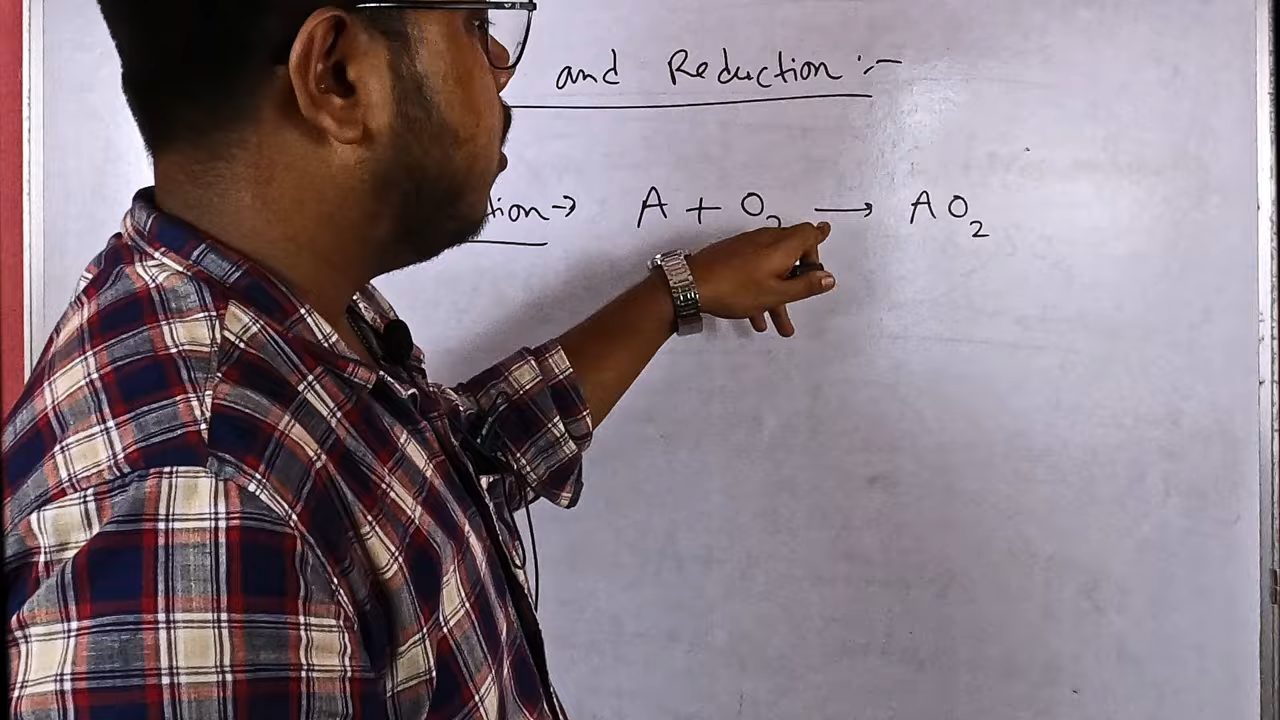 and Reduction :-
tion → A + O₂ → AO₂